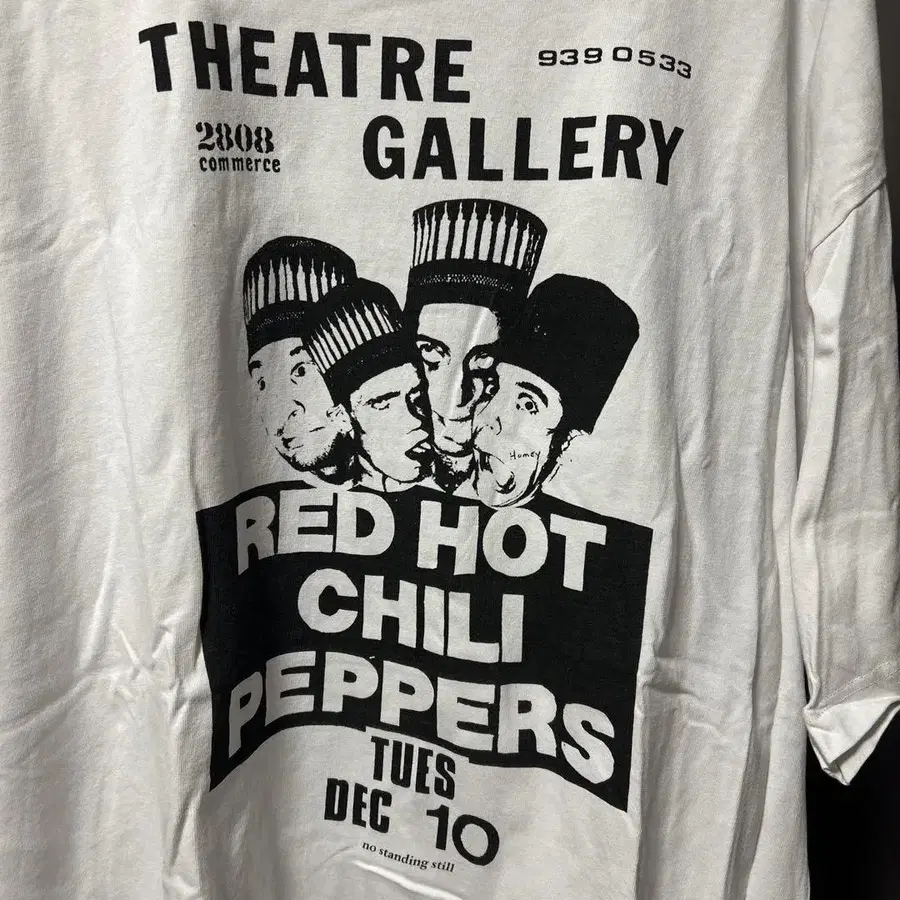 THEATRE
939 0533
2808
commerce
GALLERY
Homey
RED HOT
CHILI
PEPPERS
TUES
DEC 10
no standing still